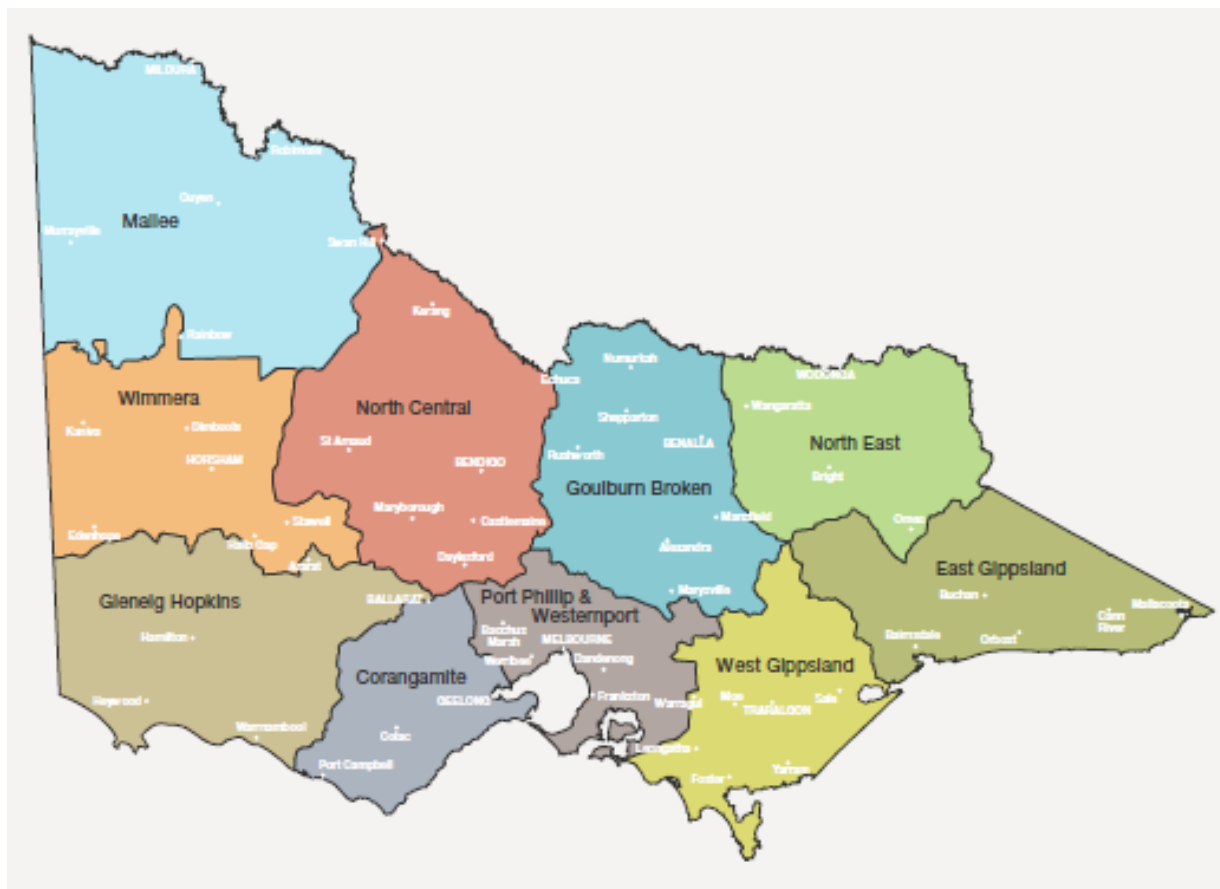 MILDURA
Robinvale
Ouyen
Mallee
Murrayville
Swan Hill
Rainbow
Kerang
Numurkah
Echuca
WODONGA
Wimmera
North Central
Wangaratta
Shepparton
Kaniva
Dimboola
St Arnaud
BENALLA
North East
Rushworth
HORSHAM
BENDIGO
Bright
Goulburn Broken
Maryborough
Castlemaine
Mansfield
Stawell
Omeo
Edenhope
Halls Gap
Alexandra
Ararat
Daylesford
East Gippsland
Marysville
Buchan
Glenelg Hopkins
BALLARAT
Port Phillip &
Westernport
Mallacoota
Cann
River
Bacchus
Marsh
MELBOURNE
Hamilton
Bairnsdale
Orbost
Werribee
Dandenong
West Gippsland
Corangamite
Heywood
GEELONG
Frankston
Warragul
Moe
Sale
TRARALGON
Warrnambool
Colac
Leongatha
Port Campbell
Foster
Yarram